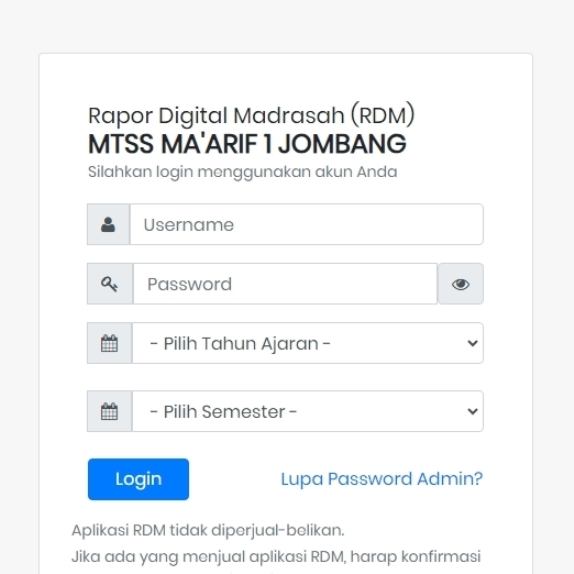 Rapor Digital Madrasah (RDM)
MTSS MA'ARIF 1 JOMBANG
Silahkan login menggunakan akun Anda
Username
Password
- Pilih Tahun Ajaran -
- Pilih Semester -
Login
Lupa Password Admin?
Aplikasi RDM tidak diperjual-belikan.
Jika ada yang menjual aplikasi RDM, harap konfirmasi